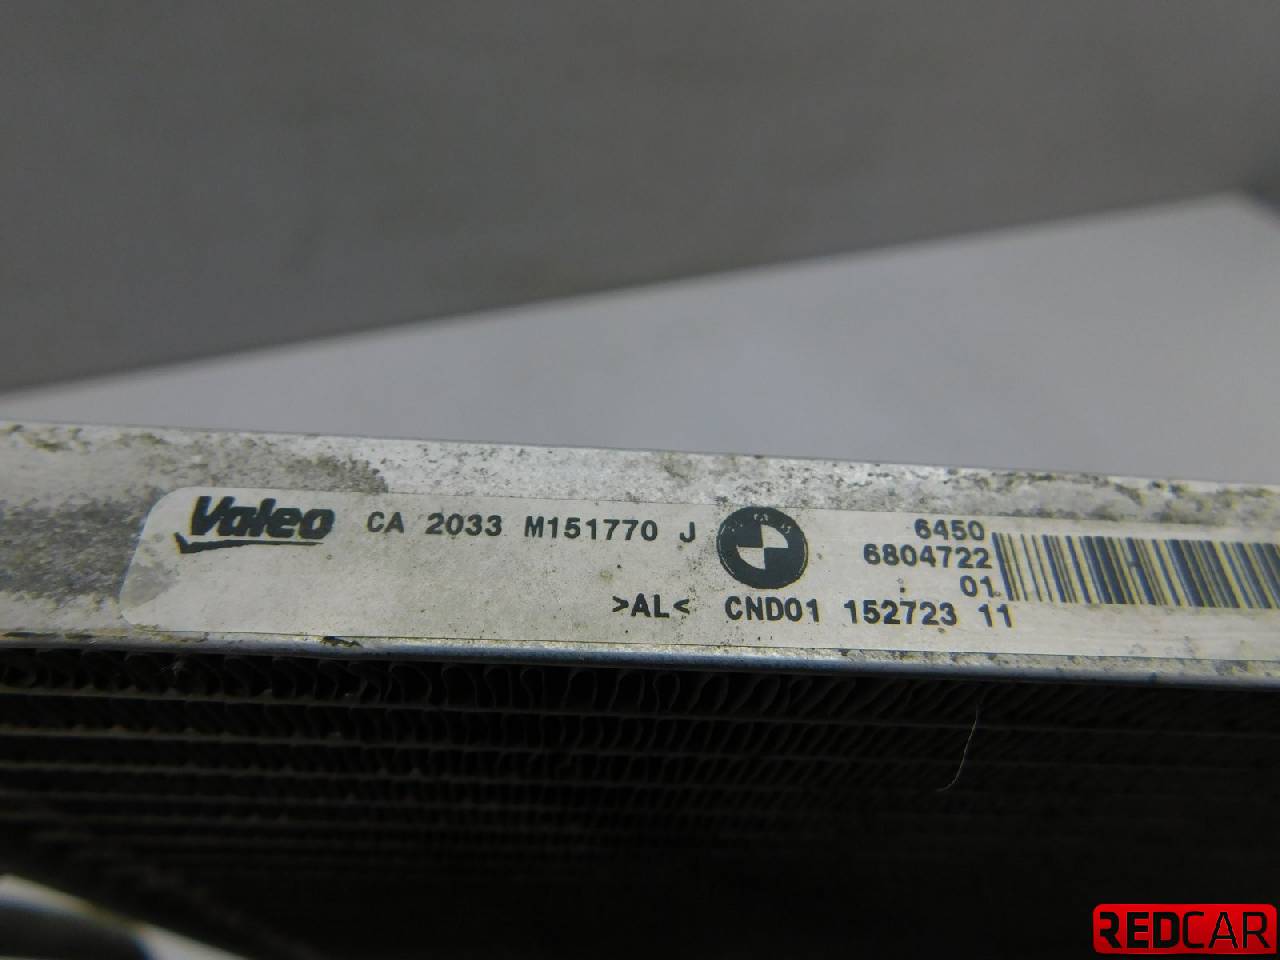 Valeo CA 2033 M151770 J
6450
6804722
01
>AL< CND01 152723 11
REDCAR